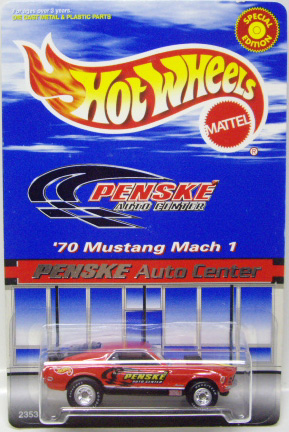 For ages over 3 years.
DIE CAST METAL & PLASTIC PARTS
SPECIAL
EDITION
HOT WHEELS
MATTEL
®
PENSKE
AUTO CENTER
'70 Mustang Mach 1
PENSKE Auto Center
PENSKE
AUTO CENTER
2353